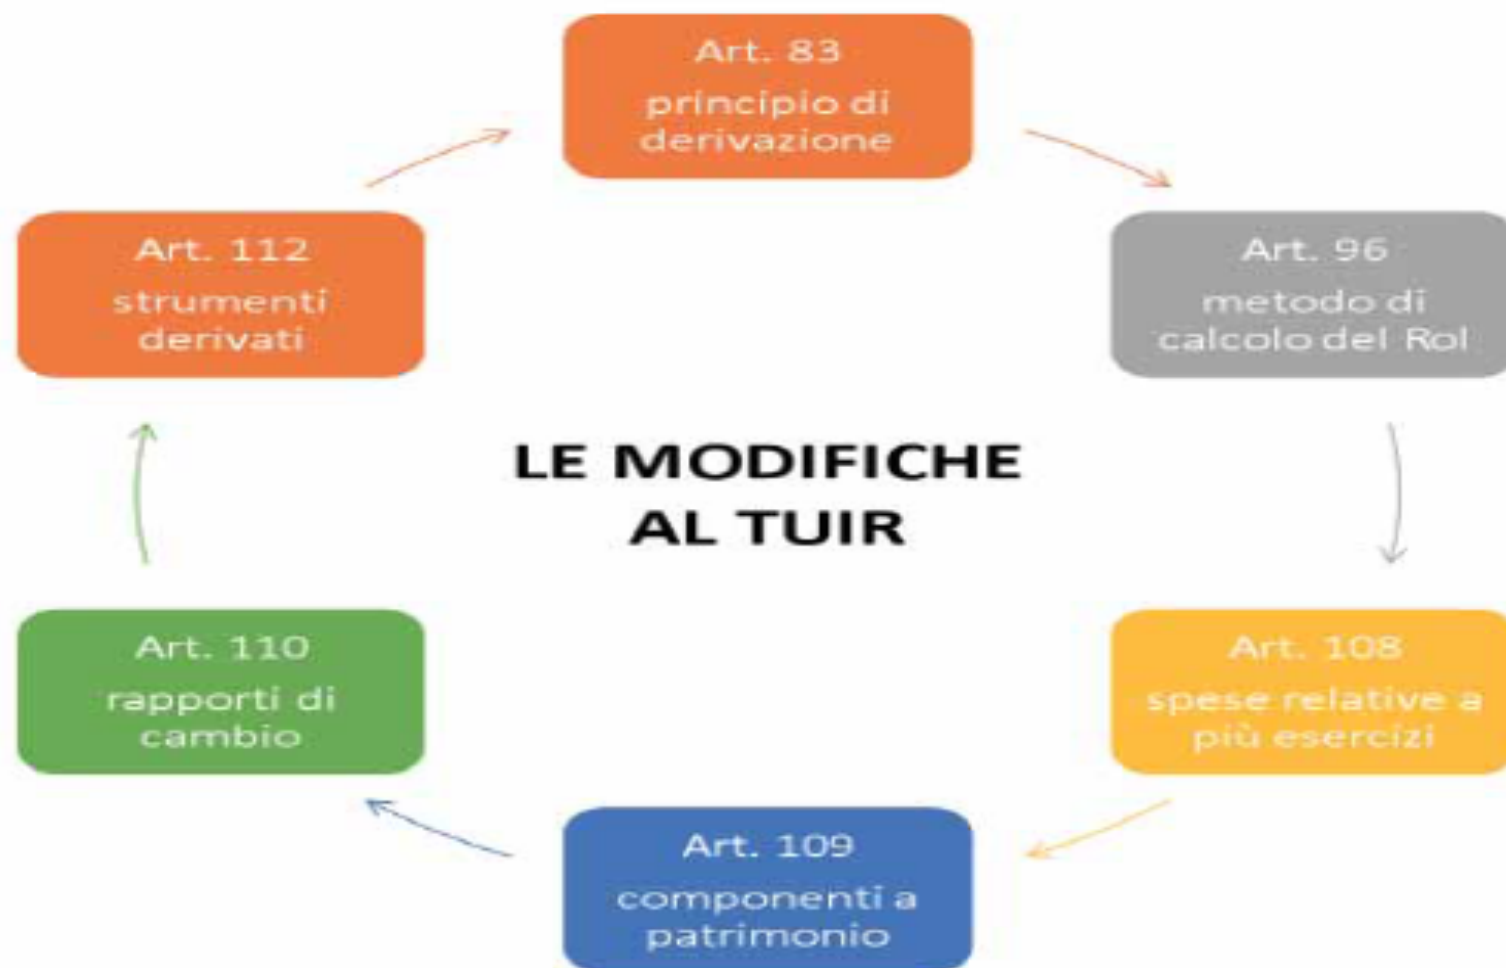 Art. 83
principio di
derivazione
Art. 96
metodo di
calcolo del Rol
Art. 108
spese relative a
più esercizi
Art. 109
componenti a
patrimonio
Art. 110
rapporti di
cambio
Art. 112
strumenti
derivati
LE MODIFICHE
AL TUIR